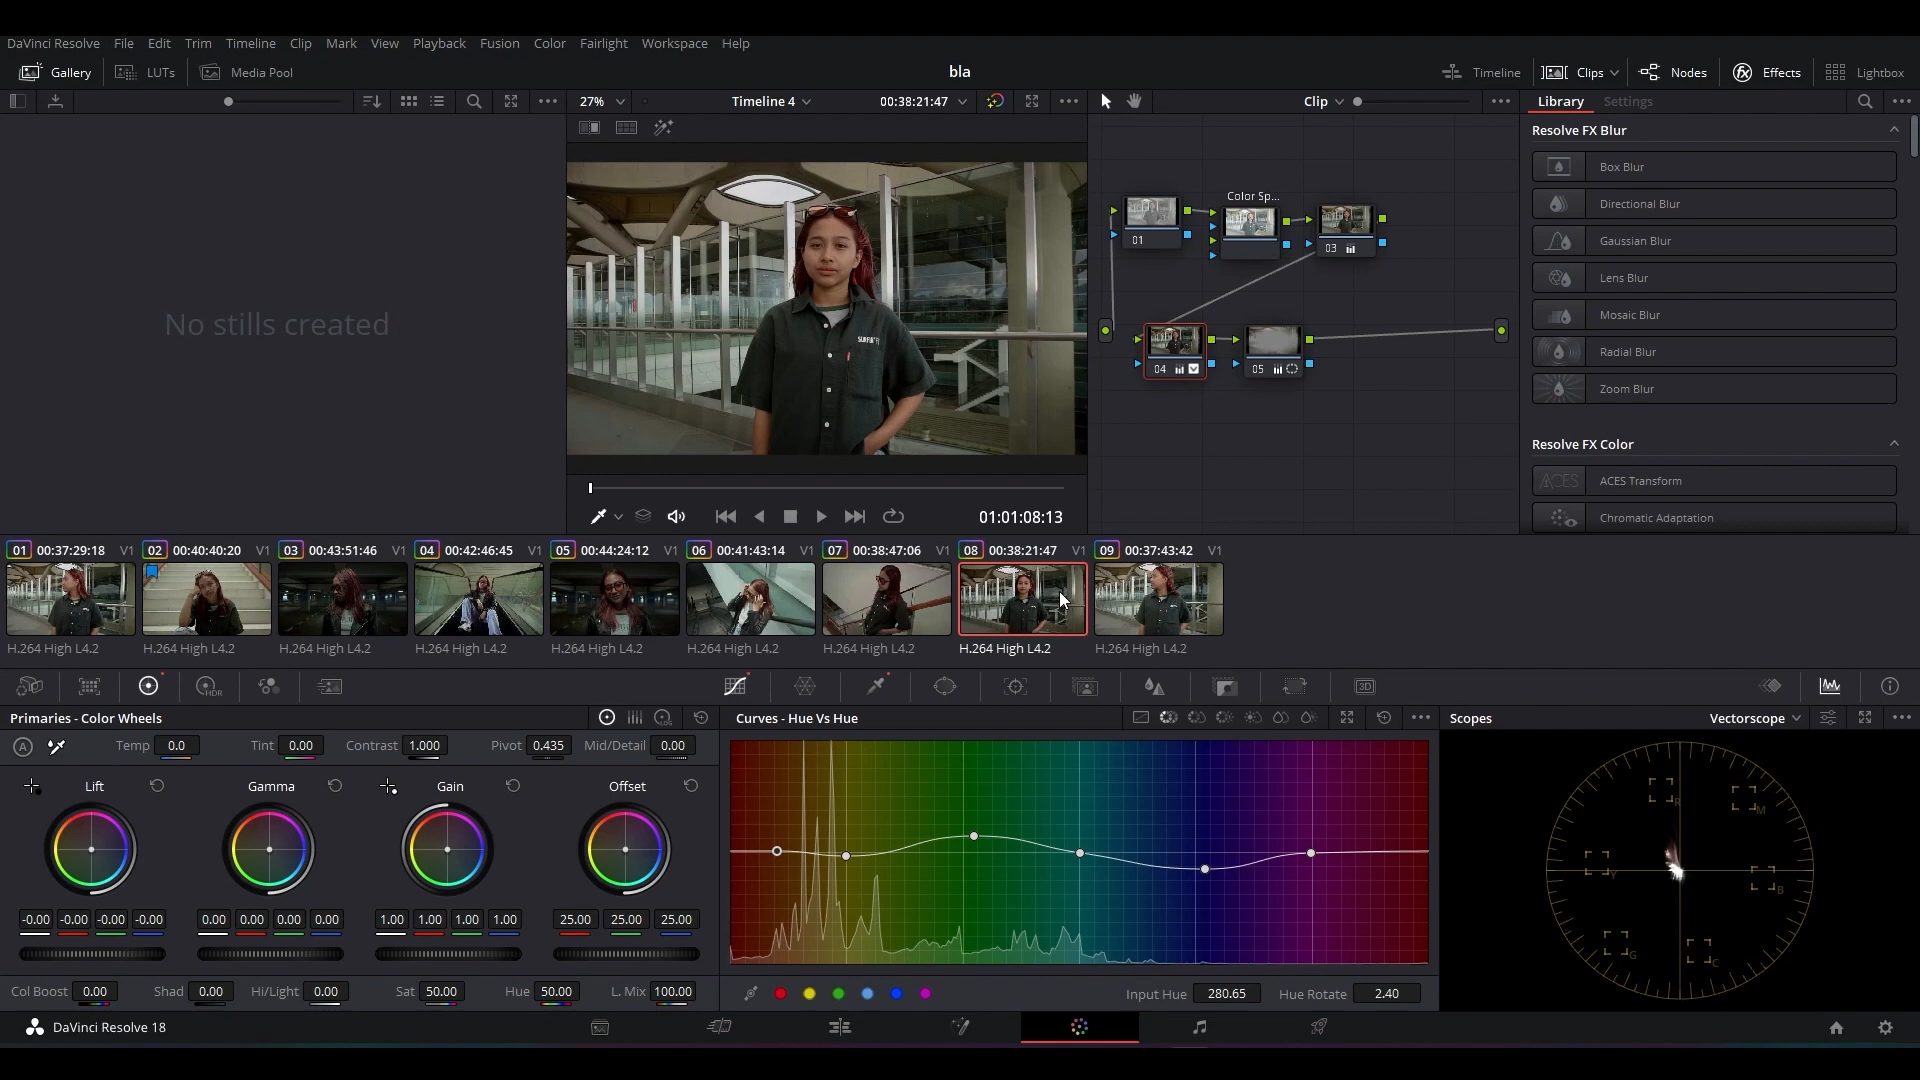 DaVinci Resolve File Edit Trim Timeline Clip Mark View Playback Fusion Color Fairlight Workspace Help
Gallery LUTs Media Pool bla Timeline Clips Nodes Effects Lightbox
27% Timeline 4 00:38:21:47 Clip Library Settings
Resolve FX Blur
Box Blur
Directional Blur
Gaussian Blur
Lens Blur
Mosaic Blur
Radial Blur
Zoom Blur
Resolve FX Color
ACES ACES Transform
Chromatic Adaptation
No stills created
Color Sp...
01
03
04 05
01:01:08:13
01 00:37:29:18 V1 02 00:40:40:20 V1 03 00:43:51:46 V1 04 00:42:46:45 V1 05 00:44:24:12 V1 06 00:41:43:14 V1 07 00:38:47:06 V1 08 00:38:21:47 V1 09 00:37:43:42 V1
H.264 High L4.2 H.264 High L4.2 H.264 High L4.2 H.264 High L4.2 H.264 High L4.2 H.264 High L4.2 H.264 High L4.2 H.264 High L4.2 H.264 High L4.2
HDR 3D
Primaries - Color Wheels LOG Curves - Hue Vs Hue Scopes Vectorscope
A Temp 0.0 Tint 0.00 Contrast 1.000 Pivot 0.435 Mid/Detail 0.00
Lift Gamma Gain Offset
-0.00 -0.00 -0.00 -0.00 0.00 0.00 0.00 0.00 1.00 1.00 1.00 1.00 25.00 25.00 25.00
Col Boost 0.00 Shad 0.00 Hi/Light 0.00 Sat 50.00 Hue 50.00 L. Mix 100.00
Input Hue 280.65 Hue Rotate 2.40
R M
Y B
G C
DaVinci Resolve 18